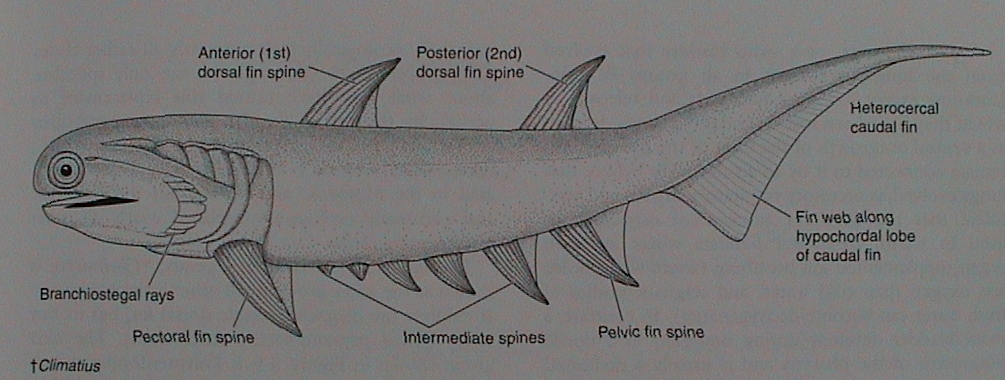 Anterior (1st)
dorsal fin spine
Posterior (2nd)
dorsal fin spine
Heterocercal
caudal fin
Fin web along
hypochordal lobe
of caudal fin
Branchiostegal rays
Pectoral fin spine
Intermediate spines
Pelvic fin spine
†Climatius